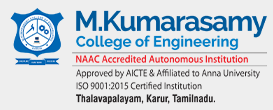 M.Kumarasamy
College of Engineering
NAAC Accredited Autonomous Institution
Approved by AICTE & Affiliated to Anna University
ISO 9001:2015 Certified Institution
Thalavapalayam, Karur, Tamilnadu.